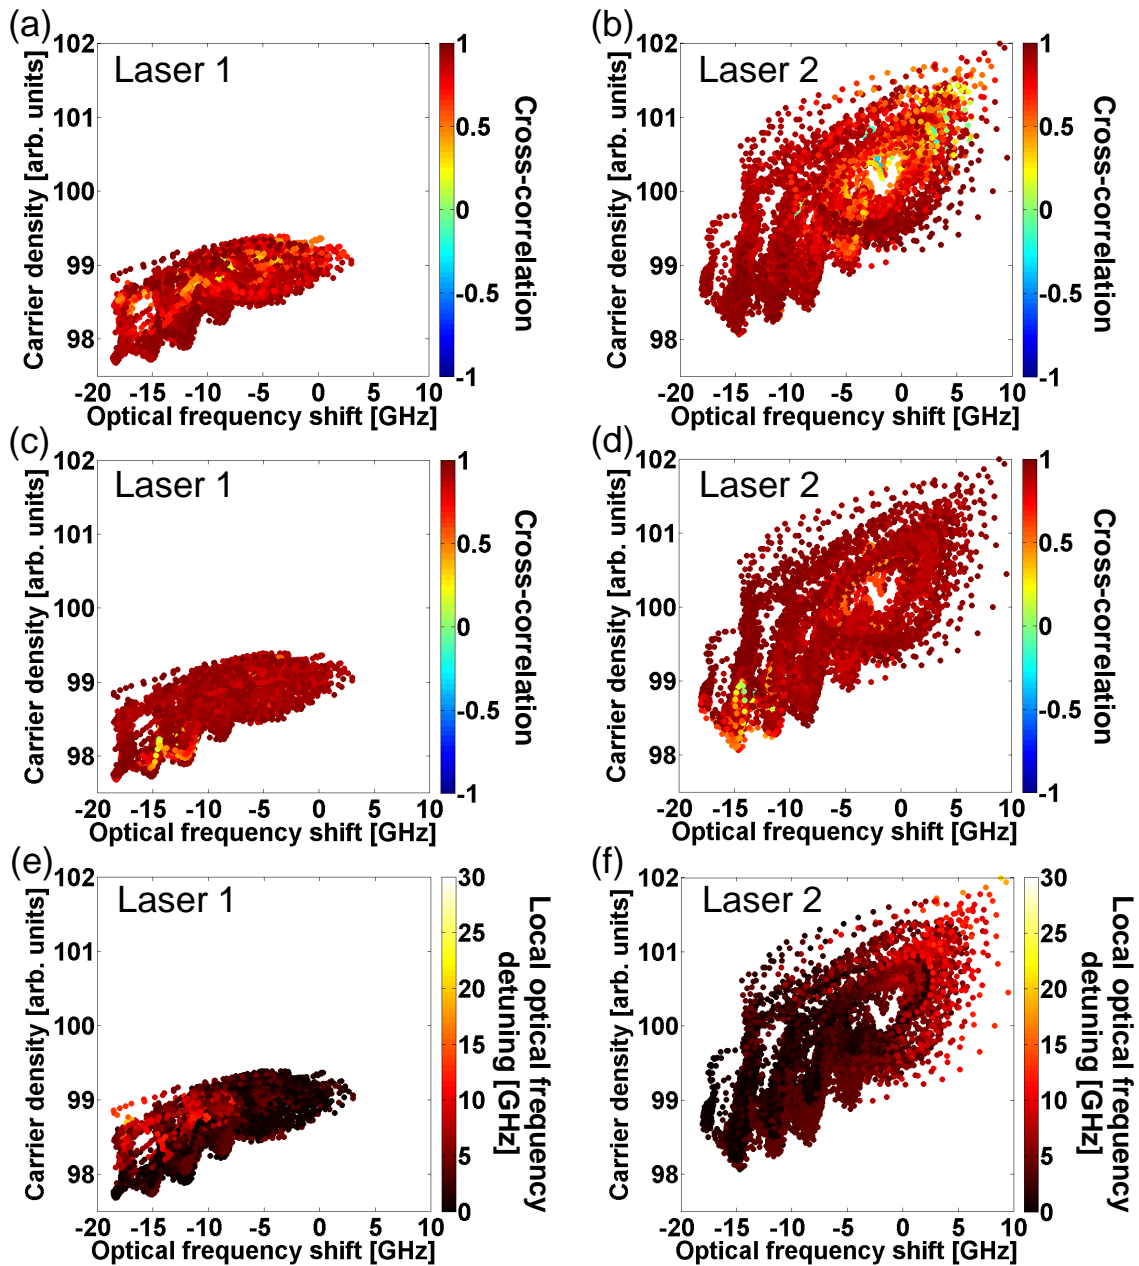 (a)
Laser 1
102
101
100
99
98
-20 -15 -10 -5 0 5 10
Optical frequency shift [GHz]
Carrier density [arb. units]
1
0.5
0
-0.5
-1
Cross-correlation
(b)
Laser 2
102
101
100
99
98
-20 -15 -10 -5 0 5 10
Optical frequency shift [GHz]
Carrier density [arb. units]
1
0.5
0
-0.5
-1
Cross-correlation
(c)
Laser 1
102
101
100
99
98
-20 -15 -10 -5 0 5 10
Optical frequency shift [GHz]
Carrier density [arb. units]
1
0.5
0
-0.5
-1
Cross-correlation
(d)
Laser 2
102
101
100
99
98
-20 -15 -10 -5 0 5 10
Optical frequency shift [GHz]
Carrier density [arb. units]
1
0.5
0
-0.5
-1
Cross-correlation
(e)
Laser 1
102
101
100
99
98
-20 -15 -10 -5 0 5 10
Optical frequency shift [GHz]
Carrier density [arb. units]
30
25
20
15
10
5
0
Local optical frequency
detuning [GHz]
(f)
Laser 2
102
101
100
99
98
-20 -15 -10 -5 0 5 10
Optical frequency shift [GHz]
Carrier density [arb. units]
30
25
20
15
10
5
0
Local optical frequency
detuning [GHz]